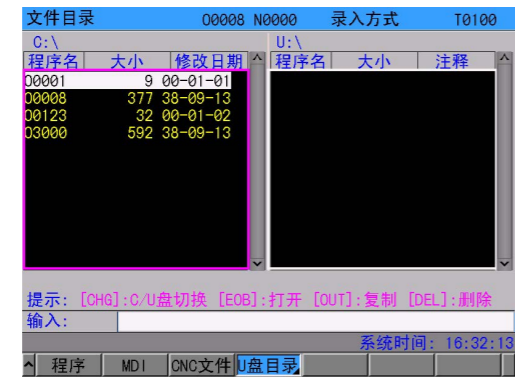 文件目录 O0008 N0000 录入方式 T0100
C:\ U:\
程序名 大小 修改日期 程序名 大小 注释
O0001 9 00-01-01
O0008 377 38-09-13
O0123 32 00-01-02
O3000 592 38-09-13
提示: [CHG]:C/U盘切换 [EOB]:打开 [OUT]:复制 [DEL]:删除
输入:
系统时间: 16:32:13
程序 MDI CNC文件 U盘目录